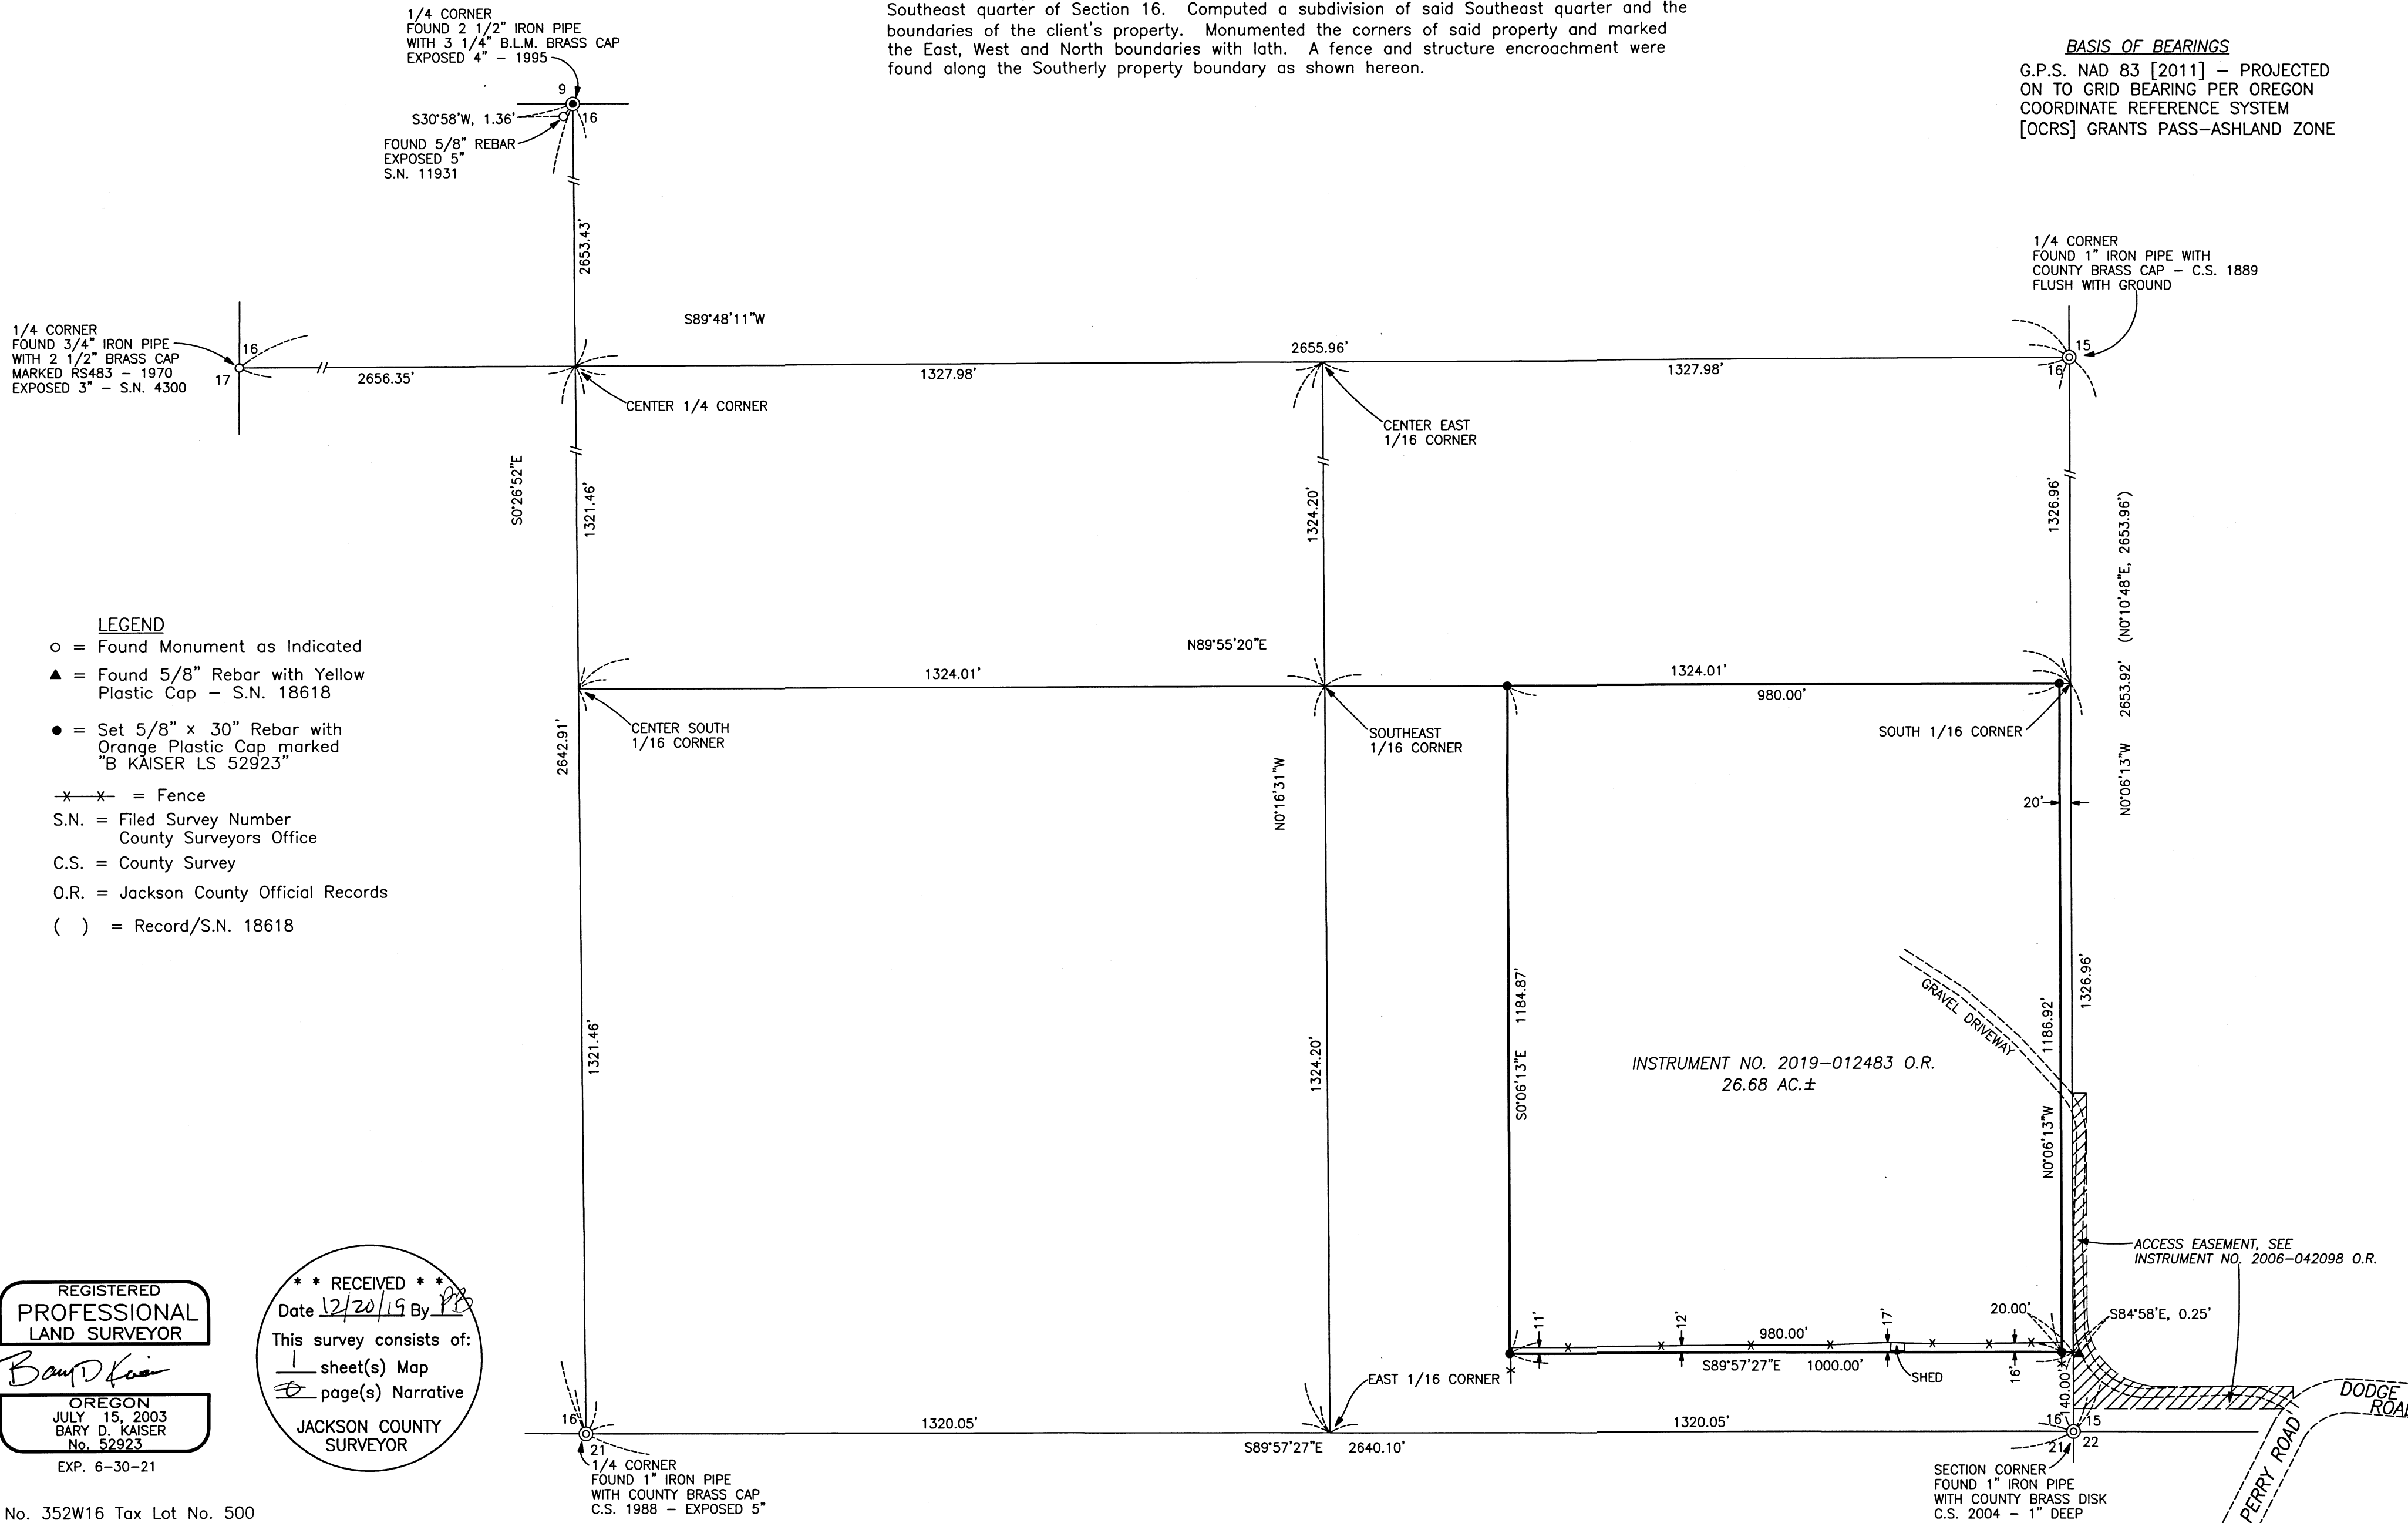 Southeast quarter of Section 16. Computed a subdivision of said Southeast quarter and the
boundaries of the client's property. Monumented the corners of said property and marked
the East, West and North boundaries with lath. A fence and structure encroachment were
found along the Southerly property boundary as shown hereon.
BASIS OF BEARINGS
G.P.S. NAD 83 [2011] – PROJECTED
ON TO GRID BEARING PER OREGON
COORDINATE REFERENCE SYSTEM
[OCRS] GRANTS PASS–ASHLAND ZONE
1/4 CORNER
FOUND 2 1/2" IRON PIPE
WITH 3 1/4" B.L.M. BRASS CAP
EXPOSED 4" – 1995
9
16
S30°58'W, 1.36'
FOUND 5/8" REBAR
EXPOSED 5"
S.N. 11931
2653.43'
1/4 CORNER
FOUND 1" IRON PIPE WITH
COUNTY BRASS CAP – C.S. 1889
FLUSH WITH GROUND
15
16
1/4 CORNER
FOUND 3/4" IRON PIPE
WITH 2 1/2" BRASS CAP
MARKED RS483 – 1970
EXPOSED 3" – S.N. 4300
16
17
2656.35'
S89°48'11"W
2655.96'
1327.98'
1327.98'
CENTER 1/4 CORNER
CENTER EAST
1/16 CORNER
S0°26'52"E
1321.46'
1324.20'
1326.96'
(N0°10'48"E, 2653.96')
2653.92'
N0°06'13"W
N89°55'20"E
1324.01'
1324.01'
980.00'
2642.91'
CENTER SOUTH
1/16 CORNER
SOUTHEAST
1/16 CORNER
SOUTH 1/16 CORNER
N0°16'31"W
20'
LEGEND
= Found Monument as Indicated
= Found 5/8" Rebar with Yellow
Plastic Cap – S.N. 18618
= Set 5/8" x 30" Rebar with
Orange Plastic Cap marked
"B KAISER LS 52923"
= Fence
S.N. = Filed Survey Number
County Surveyors Office
C.S. = County Survey
O.R. = Jackson County Official Records
( ) = Record/S.N. 18618
1321.46'
1324.20'
1184.87'
S0°06'13"E
GRAVEL DRIVEWAY
1186.92'
1326.96'
N0°06'13"W
INSTRUMENT NO. 2019–012483 O.R.
26.68 AC.±
ACCESS EASEMENT, SEE
INSTRUMENT NO. 2006–042098 O.R.
11'
12'
980.00'
17'
20.00'
S84°58'E, 0.25'
S89°57'27"E 1000.00'
SHED
16'
140.00'
EAST 1/16 CORNER
DODGE
PERRY ROAD
16
21
1320.05'
1320.05'
S89°57'27"E 2640.10'
16
15
21
22
1/4 CORNER
FOUND 1" IRON PIPE
WITH COUNTY BRASS CAP
C.S. 1988 – EXPOSED 5"
SECTION CORNER
FOUND 1" IRON PIPE
WITH COUNTY BRASS DISK
C.S. 2004 – 1" DEEP
REGISTERED
PROFESSIONAL
LAND SURVEYOR
Bary D Kaiser
OREGON
JULY 15, 2003
BARY D. KAISER
No. 52923
EXP. 6–30–21
* * RECEIVED * *
Date 12/20/19 By PB
This survey consists of:
1 sheet(s) Map
0 page(s) Narrative
JACKSON COUNTY
SURVEYOR
No. 352W16 Tax Lot No. 500